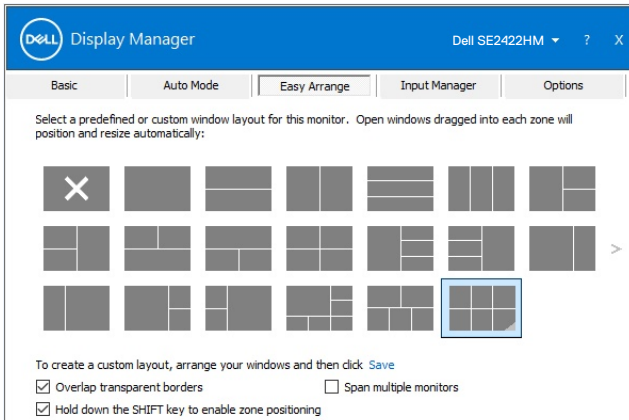 DELL Display Manager Dell SE2422HM ? X
Basic Auto Mode Easy Arrange Input Manager Options
Select a predefined or custom window layout for this monitor. Open windows dragged into each zone will
position and resize automatically:
>
To create a custom layout, arrange your windows and then click Save
Overlap transparent borders Span multiple monitors
Hold down the SHIFT key to enable zone positioning